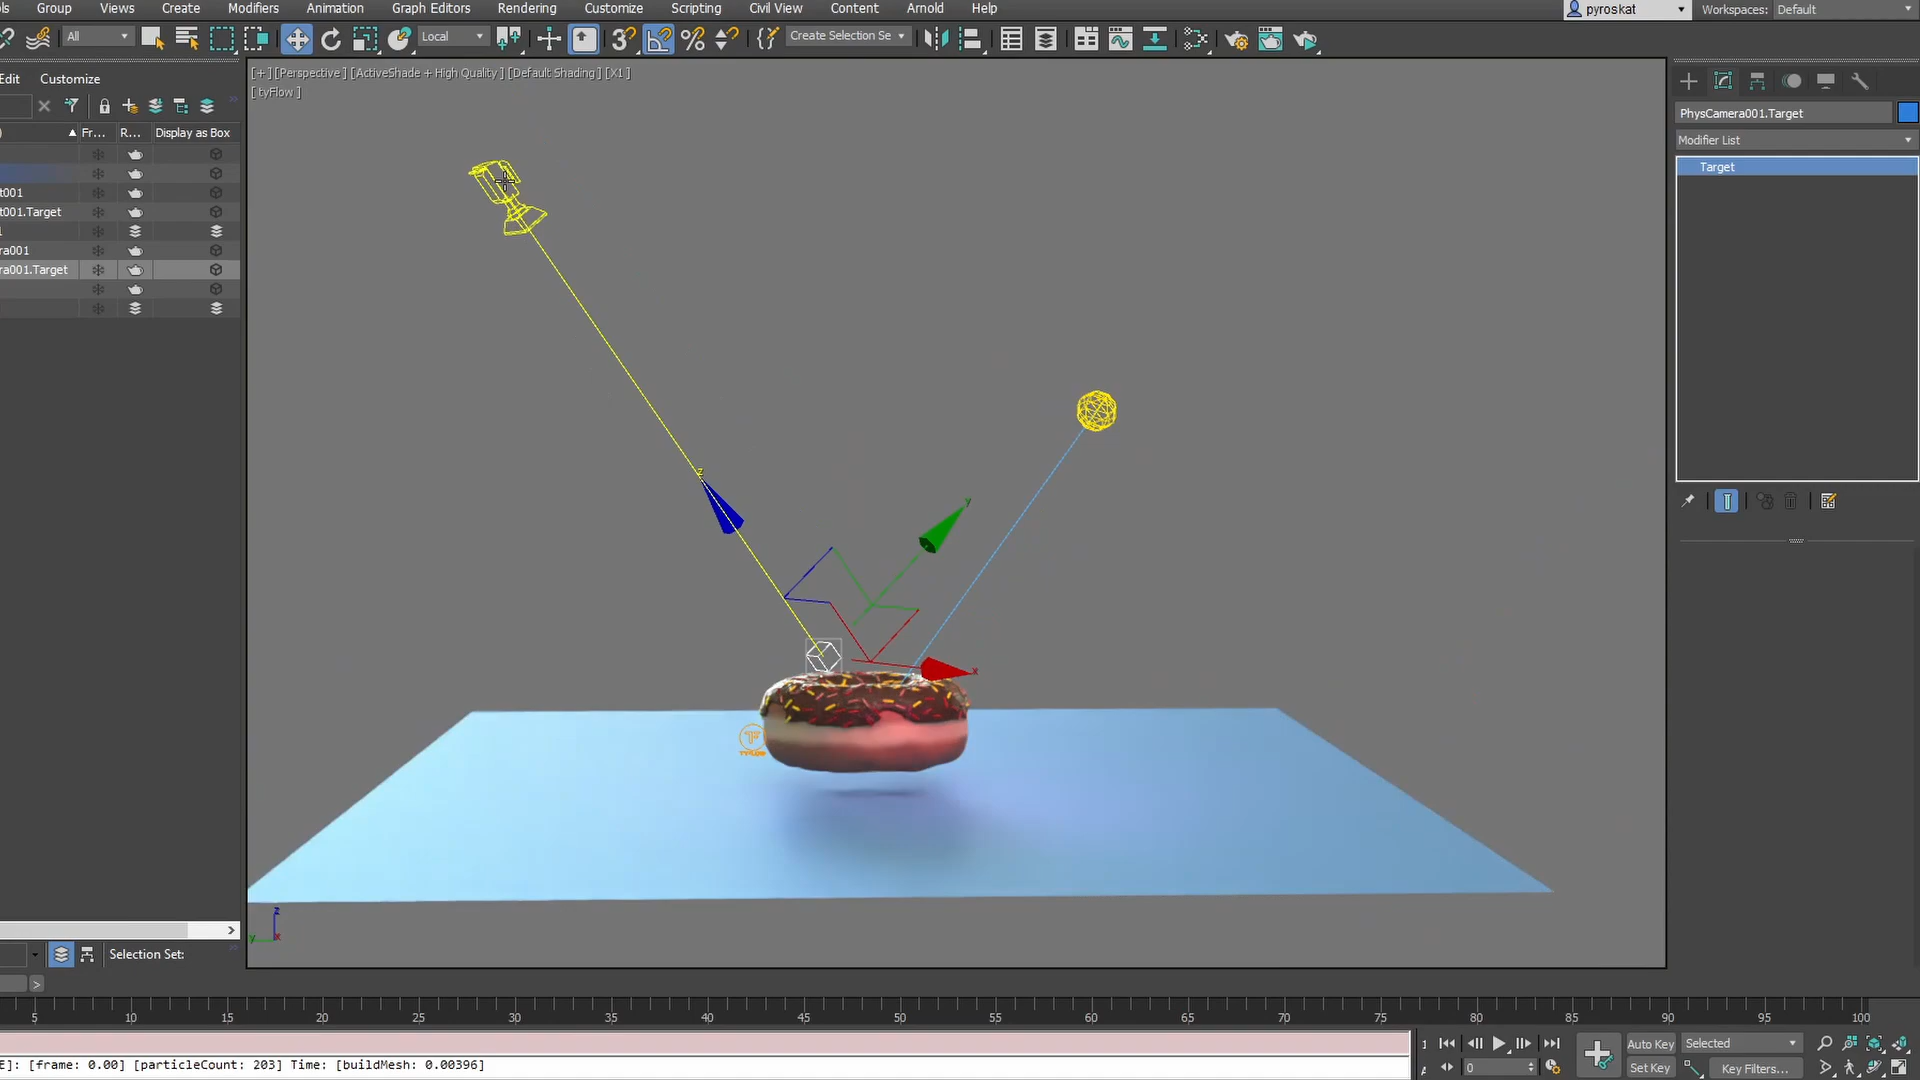 Group Views Create Modifiers Animation Graph Editors Rendering Customize Scripting Civil View Content Arnold Help pyroskat Workspaces: Default
All Local 3 Create Selection Se
Edit Customize
[+] [Perspective ] [ActiveShade + High Quality ] [Default Shading ] [X1 ]
[ tyFlow ]
Fr... R... Display as Box
t001
t001.Target
ra001
ra001.Target
PhysCamera001.Target
Modifier List
Target
z
y
x
TF
z
y x
Selection Set:
>
5 10 15 20 25 30 35 40 45 50 55 60 65 70 75 80 85 90 95 100
Auto Key Selected
E]: [frame: 0.00] [particleCount: 203] Time: [buildMesh: 0.00396]
0 Set Key Key Filters...